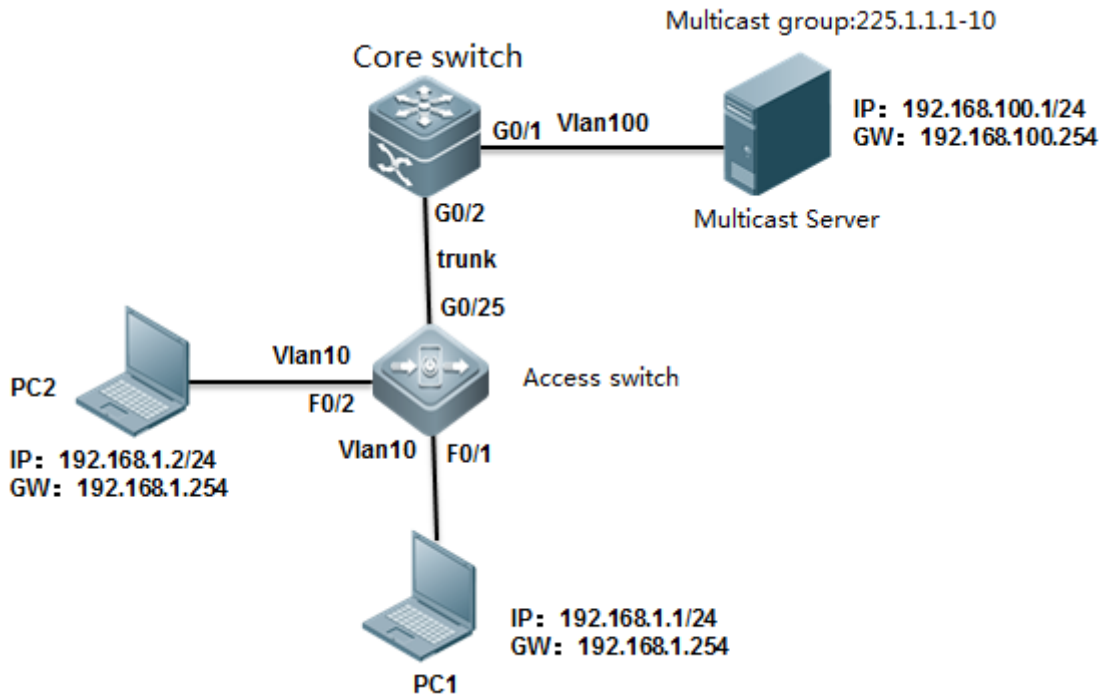 Multicast group:225.1.1.1-10
Core switch
G0/1
Vlan100
IP：192.168.100.1/24
GW：192.168.100.254
Multicast Server
G0/2
trunk
G0/25
Vlan10
F0/2
Access switch
PC2
IP：192.168.1.2/24
GW：192.168.1.254
Vlan10
F0/1
IP：192.168.1.1/24
GW：192.168.1.254
PC1